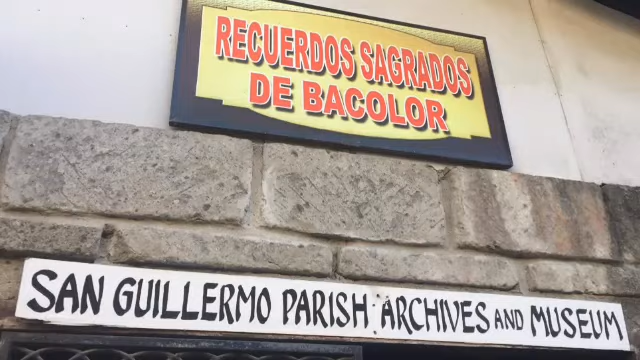 RECUERDOS SAGRADOS
DE BACOLOR
SAN GUILLERMO PARISH: ARCHIVES AND MUSEUM